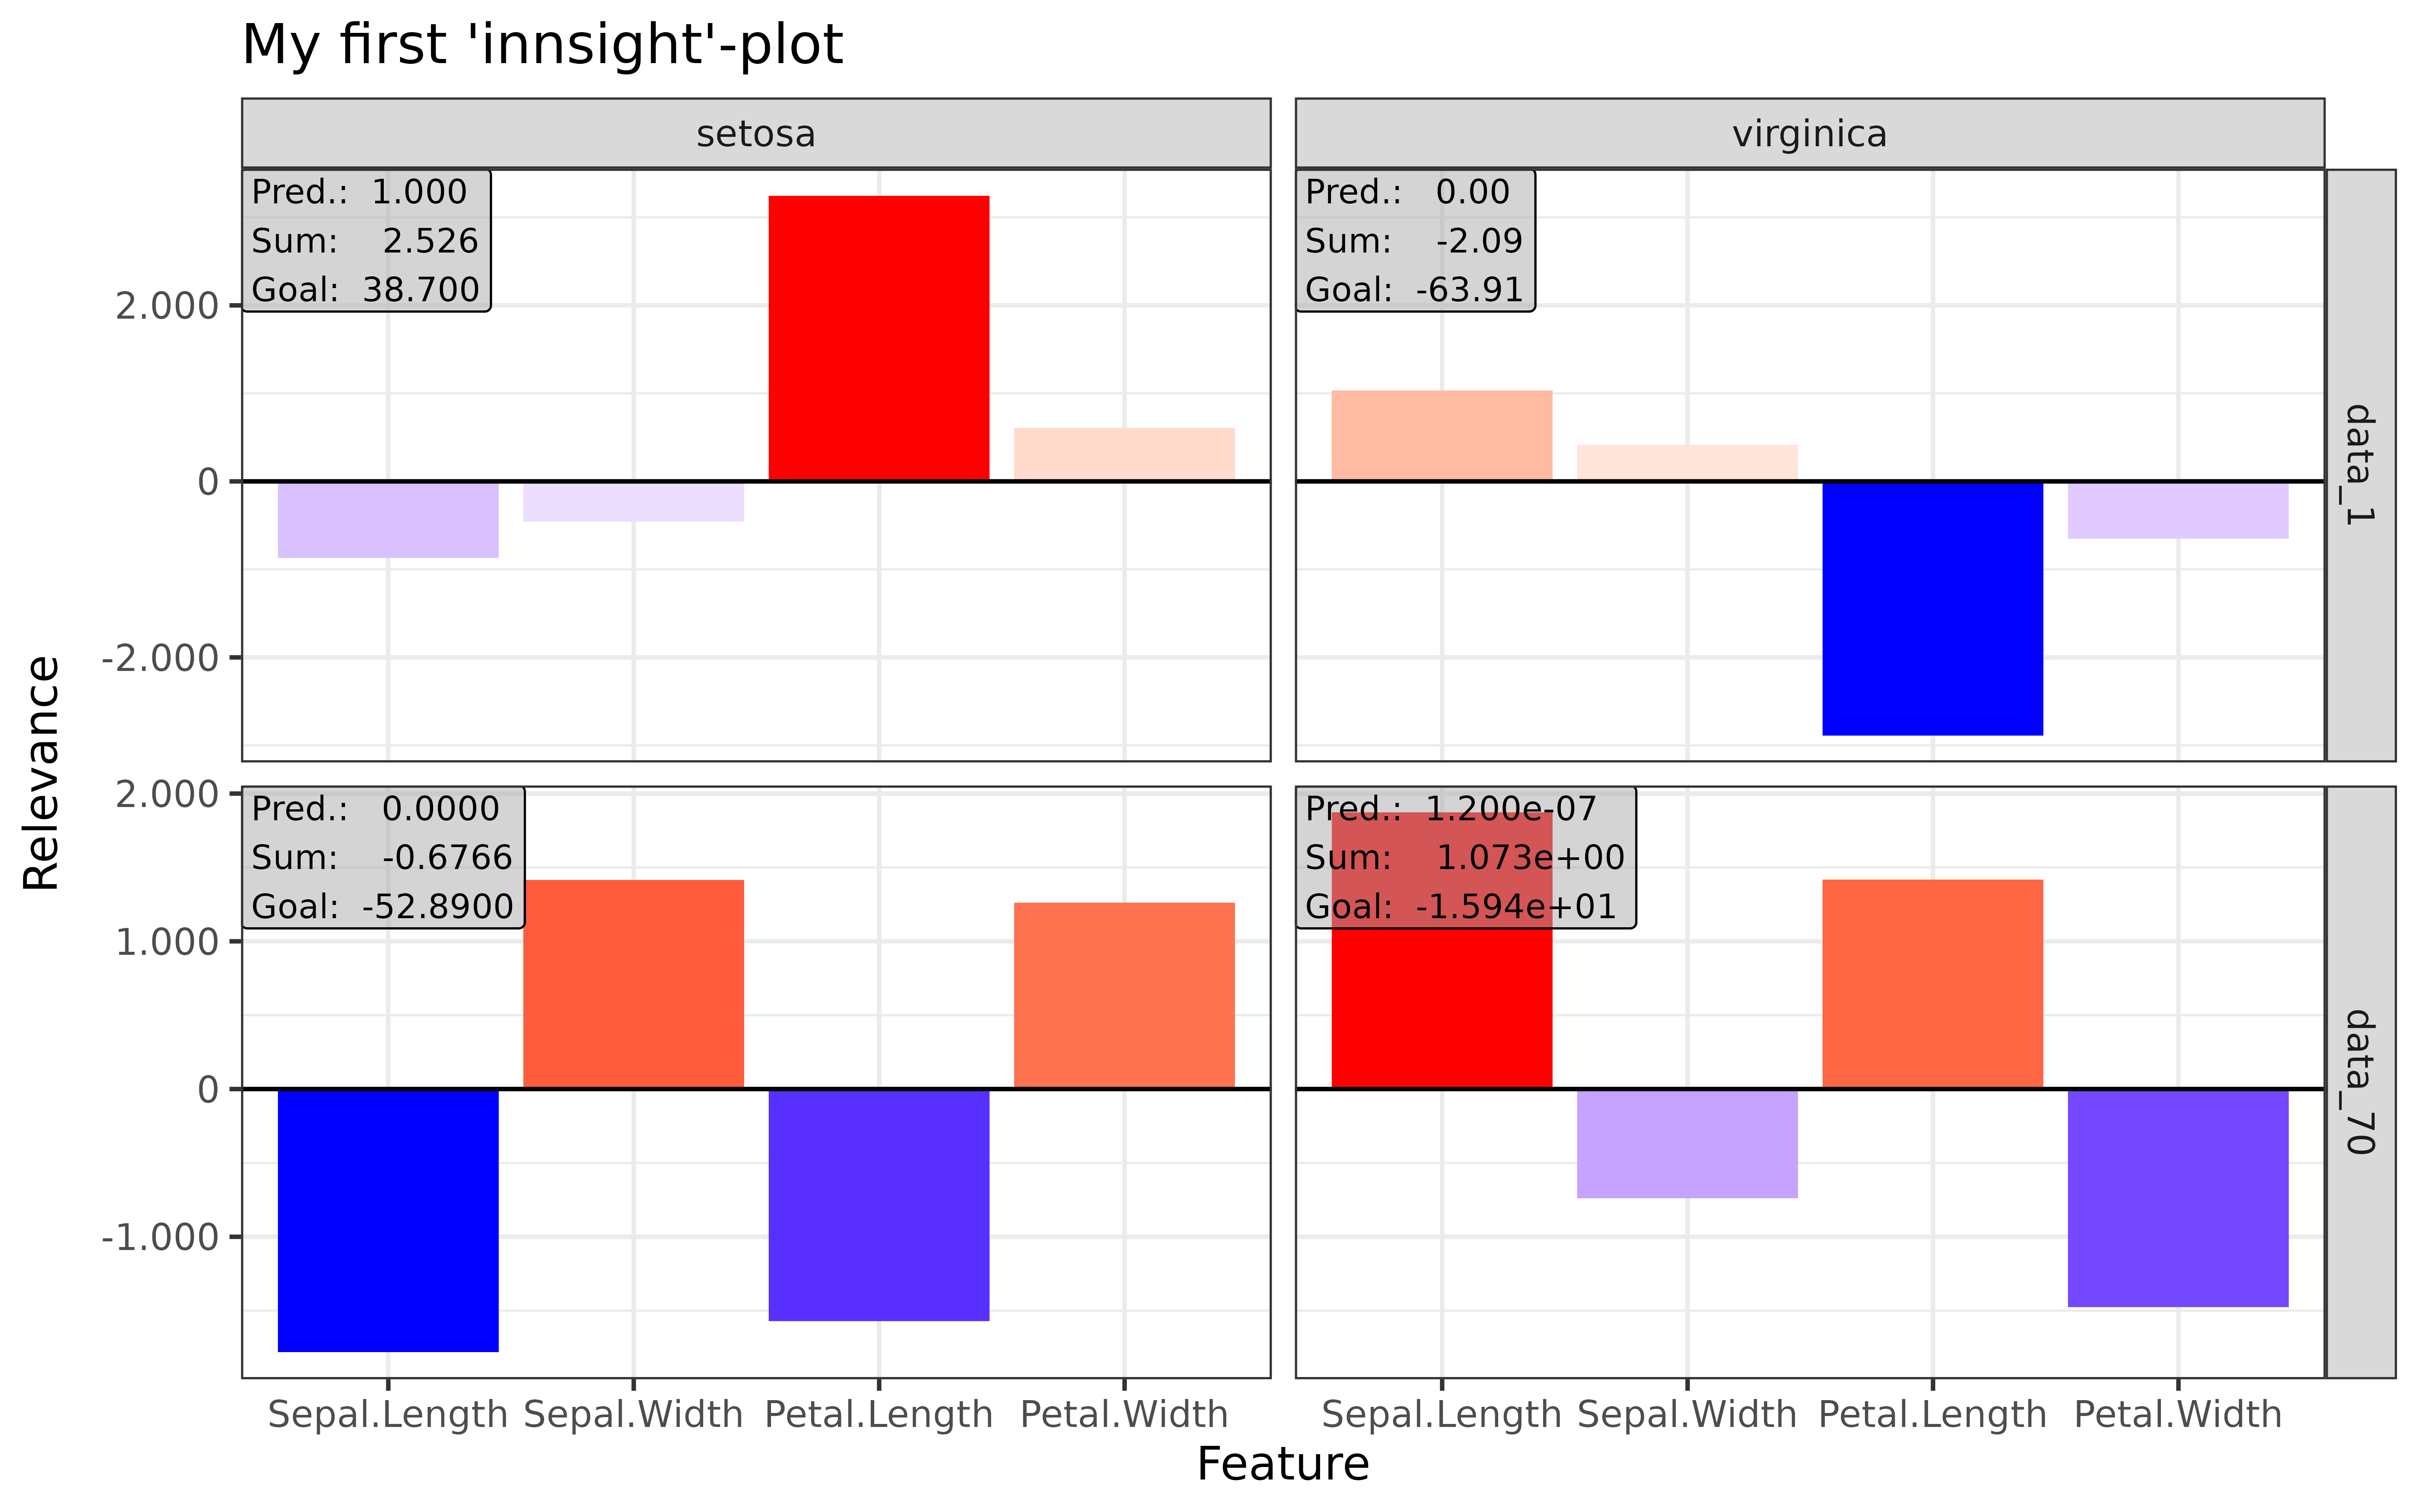 My first 'innsight'-plot
setosa
virginica
Pred.: 1.000
Sum: 2.526
Goal: 38.700
Pred.: 0.00
Sum: -2.09
Goal: -63.91
2.000
0
-2.000
data_1
Relevance
Pred.: 0.0000
Sum: -0.6766
Goal: -52.8900
Pred.: 1.200e-07
Sum: 1.073e+00
Goal: -1.594e+01
2.000
1.000
0
-1.000
data_70
Sepal.Length Sepal.Width Petal.Length Petal.Width
Sepal.Length Sepal.Width Petal.Length Petal.Width
Feature